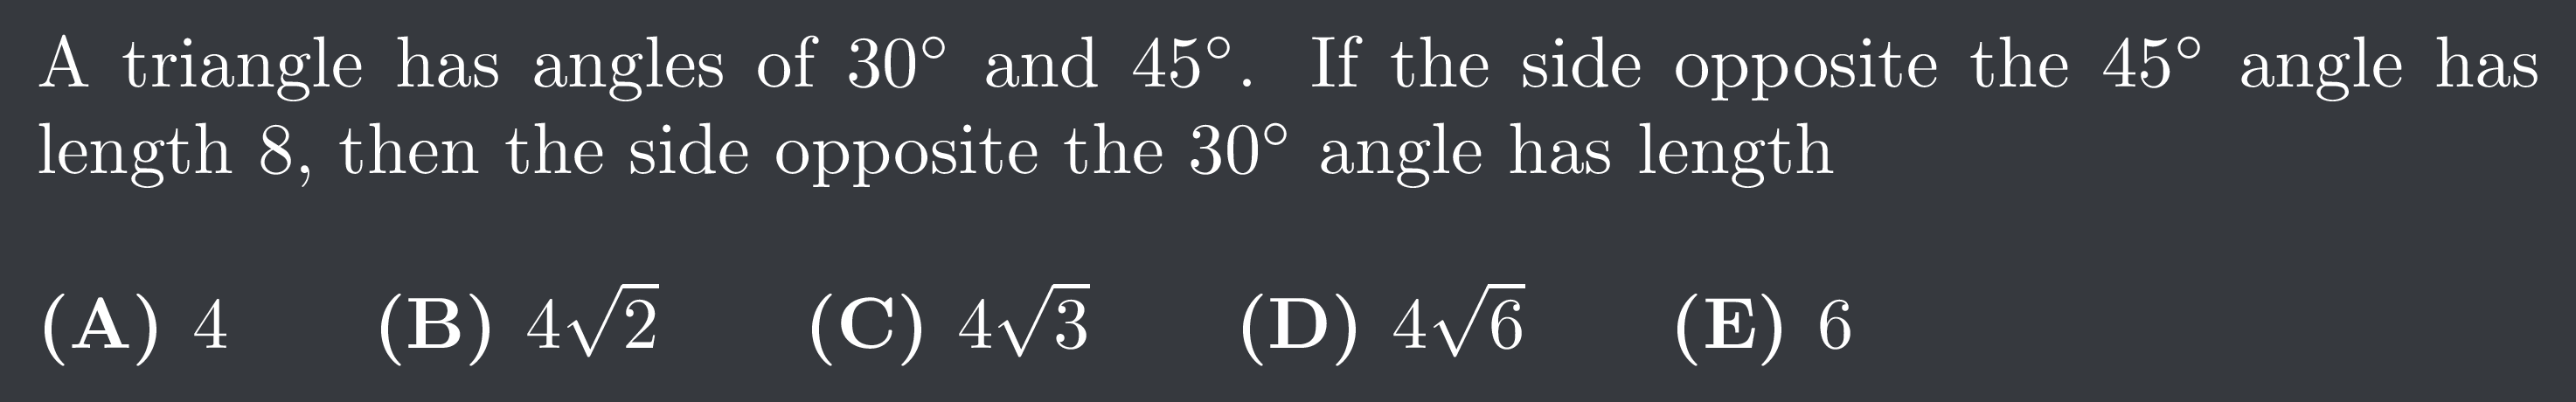 A triangle has angles of 30° and 45°. If the side opposite the 45° angle has
length 8, then the side opposite the 30° angle has length
(A) 4 (B) 4√2 (C) 4√3 (D) 4√6 (E) 6